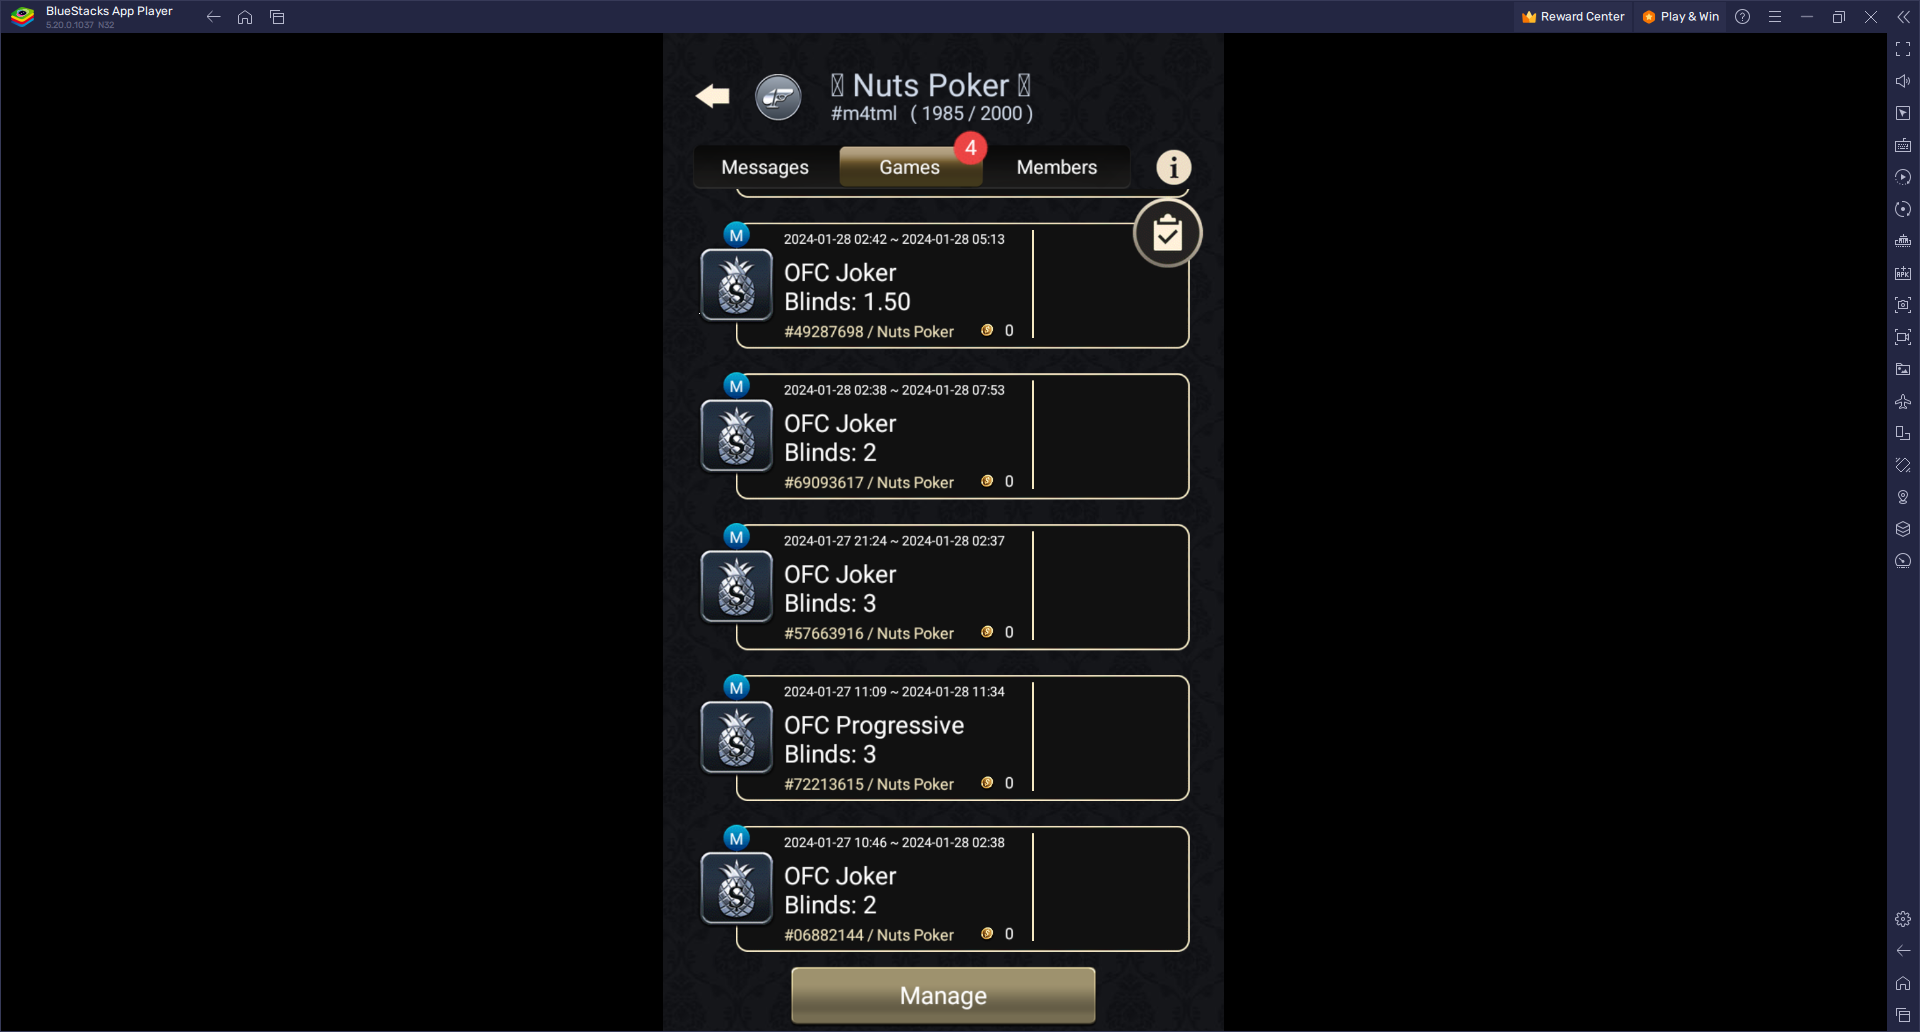 BlueStacks App Player
5.20.0.1037 N32
Reward Center
Play & Win
Nuts Poker
#m4tml ( 1985 / 2000 )
4
Messages
Games
Members
M
2024-01-28 02:42 ~ 2024-01-28 05:13
OFC Joker
Blinds: 1.50
#49287698 / Nuts Poker
0
M
2024-01-28 02:38 ~ 2024-01-28 07:53
OFC Joker
Blinds: 2
#69093617 / Nuts Poker
0
M
2024-01-27 21:24 ~ 2024-01-28 02:37
OFC Joker
Blinds: 3
#57663916 / Nuts Poker
0
M
2024-01-27 11:09 ~ 2024-01-28 11:34
OFC Progressive
Blinds: 3
#72213615 / Nuts Poker
0
M
2024-01-27 10:46 ~ 2024-01-28 02:38
OFC Joker
Blinds: 2
#06882144 / Nuts Poker
0
Manage